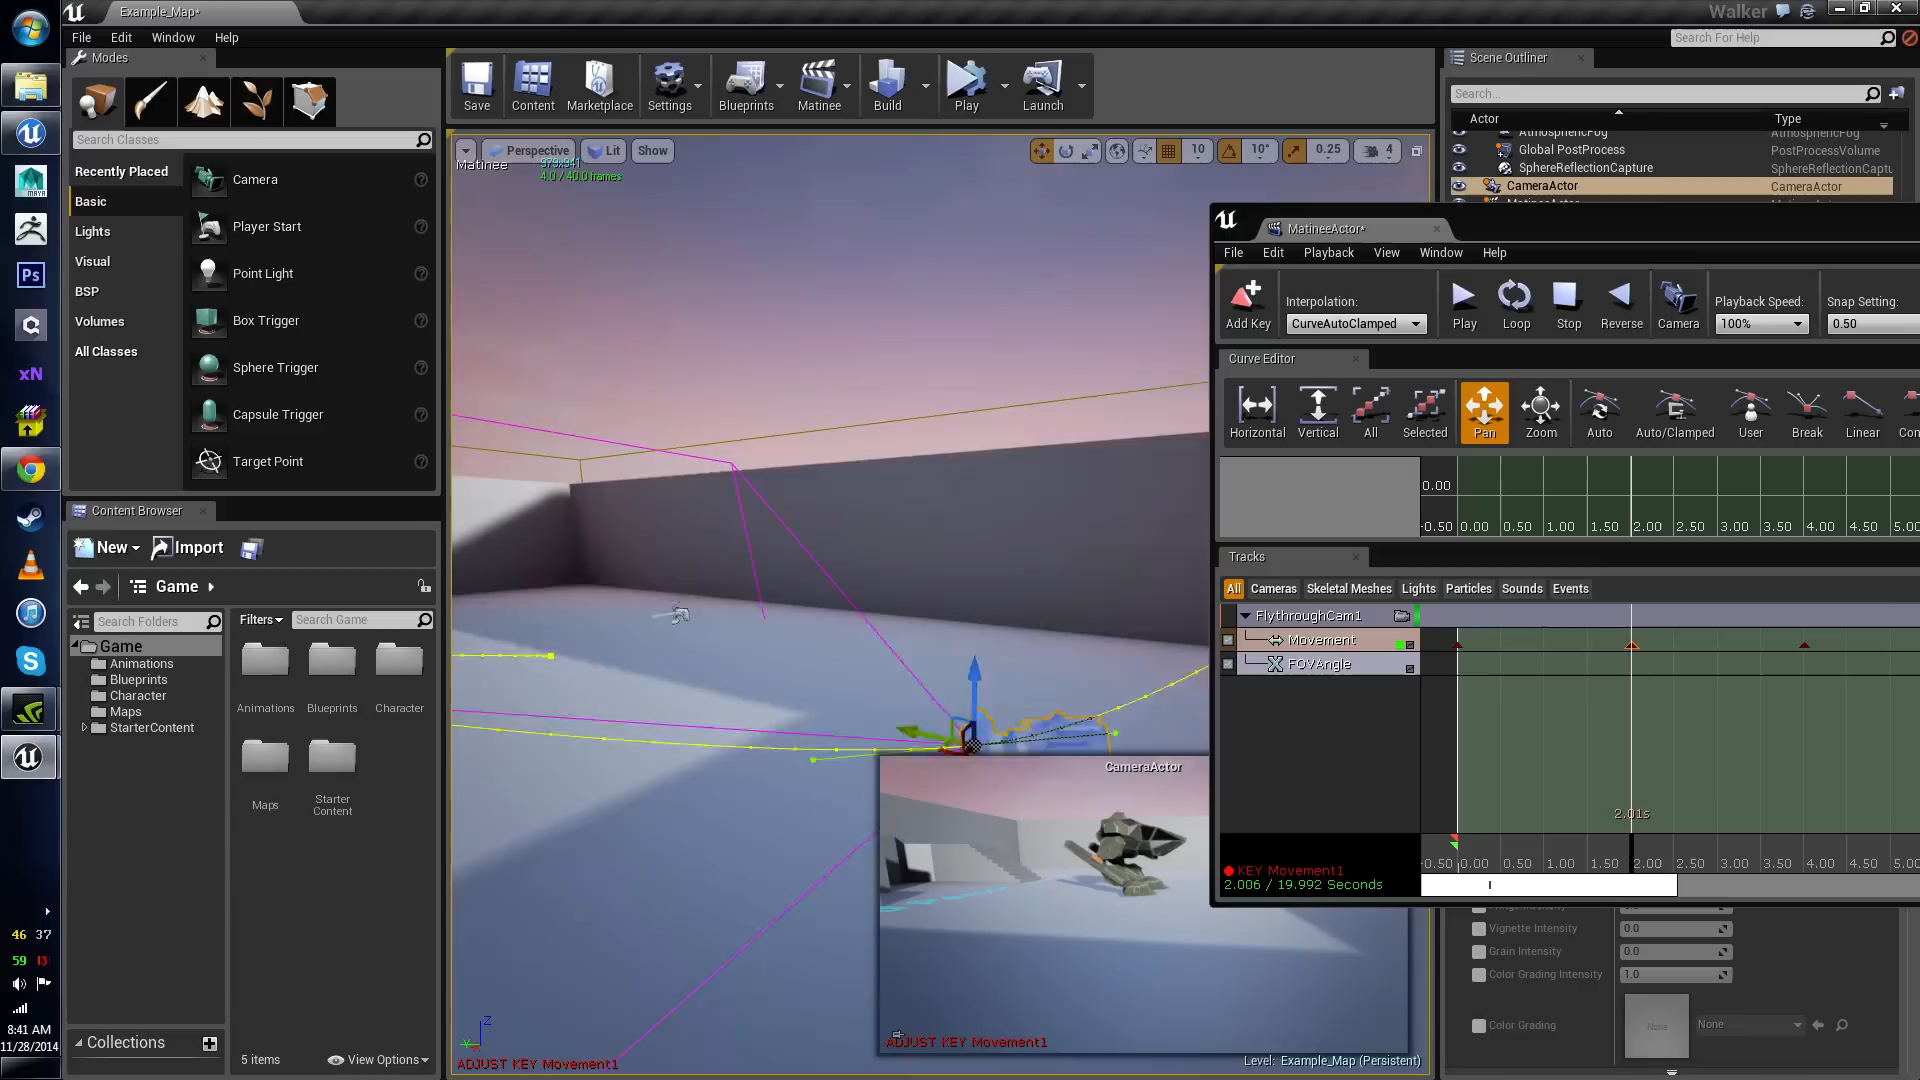 Example_Map*
Walker
File Edit Window Help
Search For Help
Modes
Search Classes
Recently Placed
Basic
Lights
Visual
BSP
Volumes
All Classes
Camera
Player Start
Point Light
Box Trigger
Sphere Trigger
Capsule Trigger
Target Point
Save
Content
Marketplace
Settings
Blueprints
Matinee
Build
Play
Launch
Perspective
Lit
Show
10
10°
0.25
4
Matinee
979x941
4.0 / 40.0 frames
Scene Outliner
Search...
Actor Type
AtmosphericFog AtmosphericFog
Global PostProcess PostProcessVolume
SphereReflectionCapture SphereReflectionCaptu
CameraActor CameraActor
MatineeActor*
File Edit Playback View Window Help
Add Key
Interpolation:
CurveAutoClamped
Play
Loop
Stop
Reverse
Camera
Playback Speed:
100%
Snap Setting:
0.50
Curve Editor
Horizontal
Vertical
All
Selected
Pan
Zoom
Auto
Auto/Clamped
User
Break
Linear
Con
0.00
-0.50 0.00 0.50 1.00 1.50 2.00 2.50 3.00 3.50 4.00 4.50 5.00
Tracks
All Cameras Skeletal Meshes Lights Particles Sounds Events
FlythroughCam1
Movement
FOVAngle
2.01s
KEY Movement1
2.006 / 19.992 Seconds
-0.50 0.00 0.50 1.00 1.50 2.00 2.50 3.00 3.50 4.00 4.50 5.00
Vignette Intensity 0.0
Grain Intensity 0.0
Color Grading Intensity 1.0
Color Grading
None
None
Content Browser
New
Import
Game
Search Folders
Filters
Search Game
Game
Animations
Blueprints
Character
Maps
StarterContent
Animations
Blueprints
Character
Maps
Starter
Content
Collections
5 items
View Options
CameraActor
ADJUST KEY Movement1
ADJUST KEY Movement1
Level: Example_Map (Persistent)
Z
MAYA
Ps
xN
46 37
59 13
8:41 AM
11/28/2014